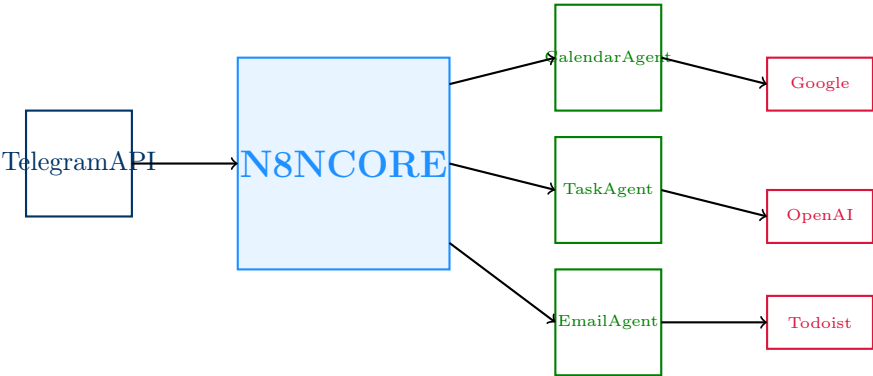 TelegramAPI
N8NCORE
CalendarAgent
TaskAgent
EmailAgent
Google
OpenAI
Todoist